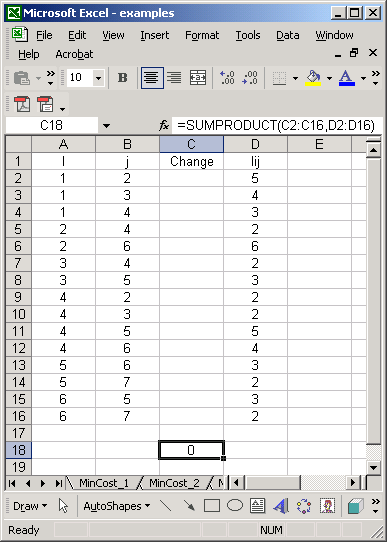 Microsoft Excel - examples
File Edit View Insert Format Tools Data Window
Help Acrobat
10 B
C18 fx =SUMPRODUCT(C2:C16,D2:D16)
A B C D E
1 I j Change lij
2 1 2 5
3 1 3 4
4 1 4 3
5 2 4 2
6 2 6 6
7 3 4 2
8 3 5 3
9 4 2 2
10 4 3 2
11 4 5 5
12 4 6 4
13 5 6 3
14 5 7 2
15 6 5 3
16 6 7 2
17
18 0
19
MinCost_1 MinCost_2
Draw AutoShapes
Ready NUM